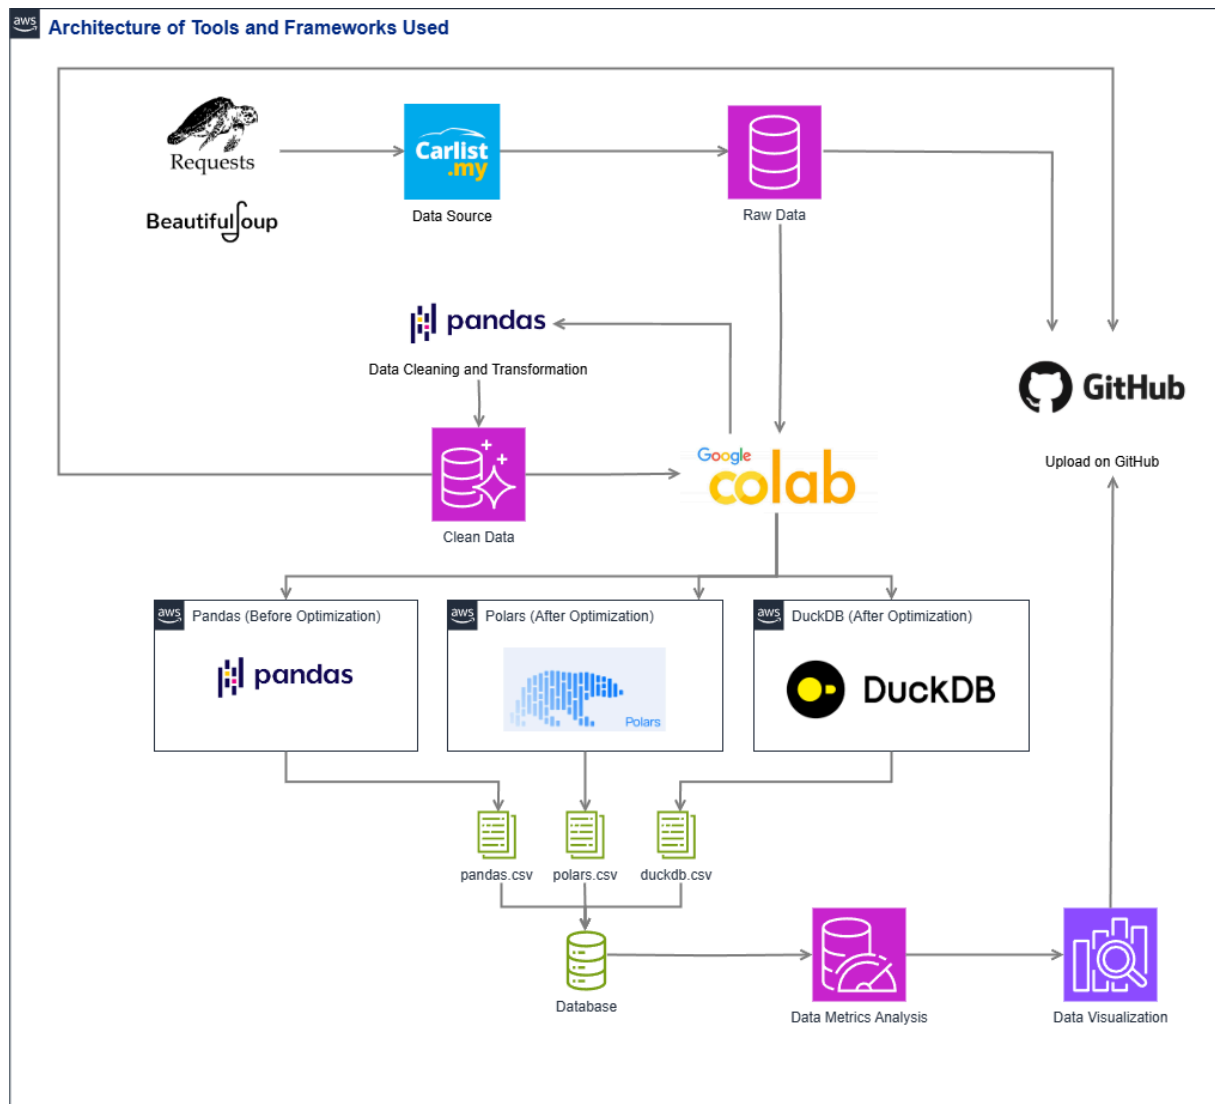 aws
Architecture of Tools and Frameworks Used
Requests
BeautifulSoup
Carlist
.my
Data Source
Raw Data
pandas
Data Cleaning and Transformation
GitHub
Upload on GitHub
Google
colab
Clean Data
aws
Pandas (Before Optimization)
pandas
aws
Polars (After Optimization)
Polars
aws
DuckDB (After Optimization)
DuckDB
pandas.csv
polars.csv
duckdb.csv
Database
Data Metrics Analysis
Data Visualization